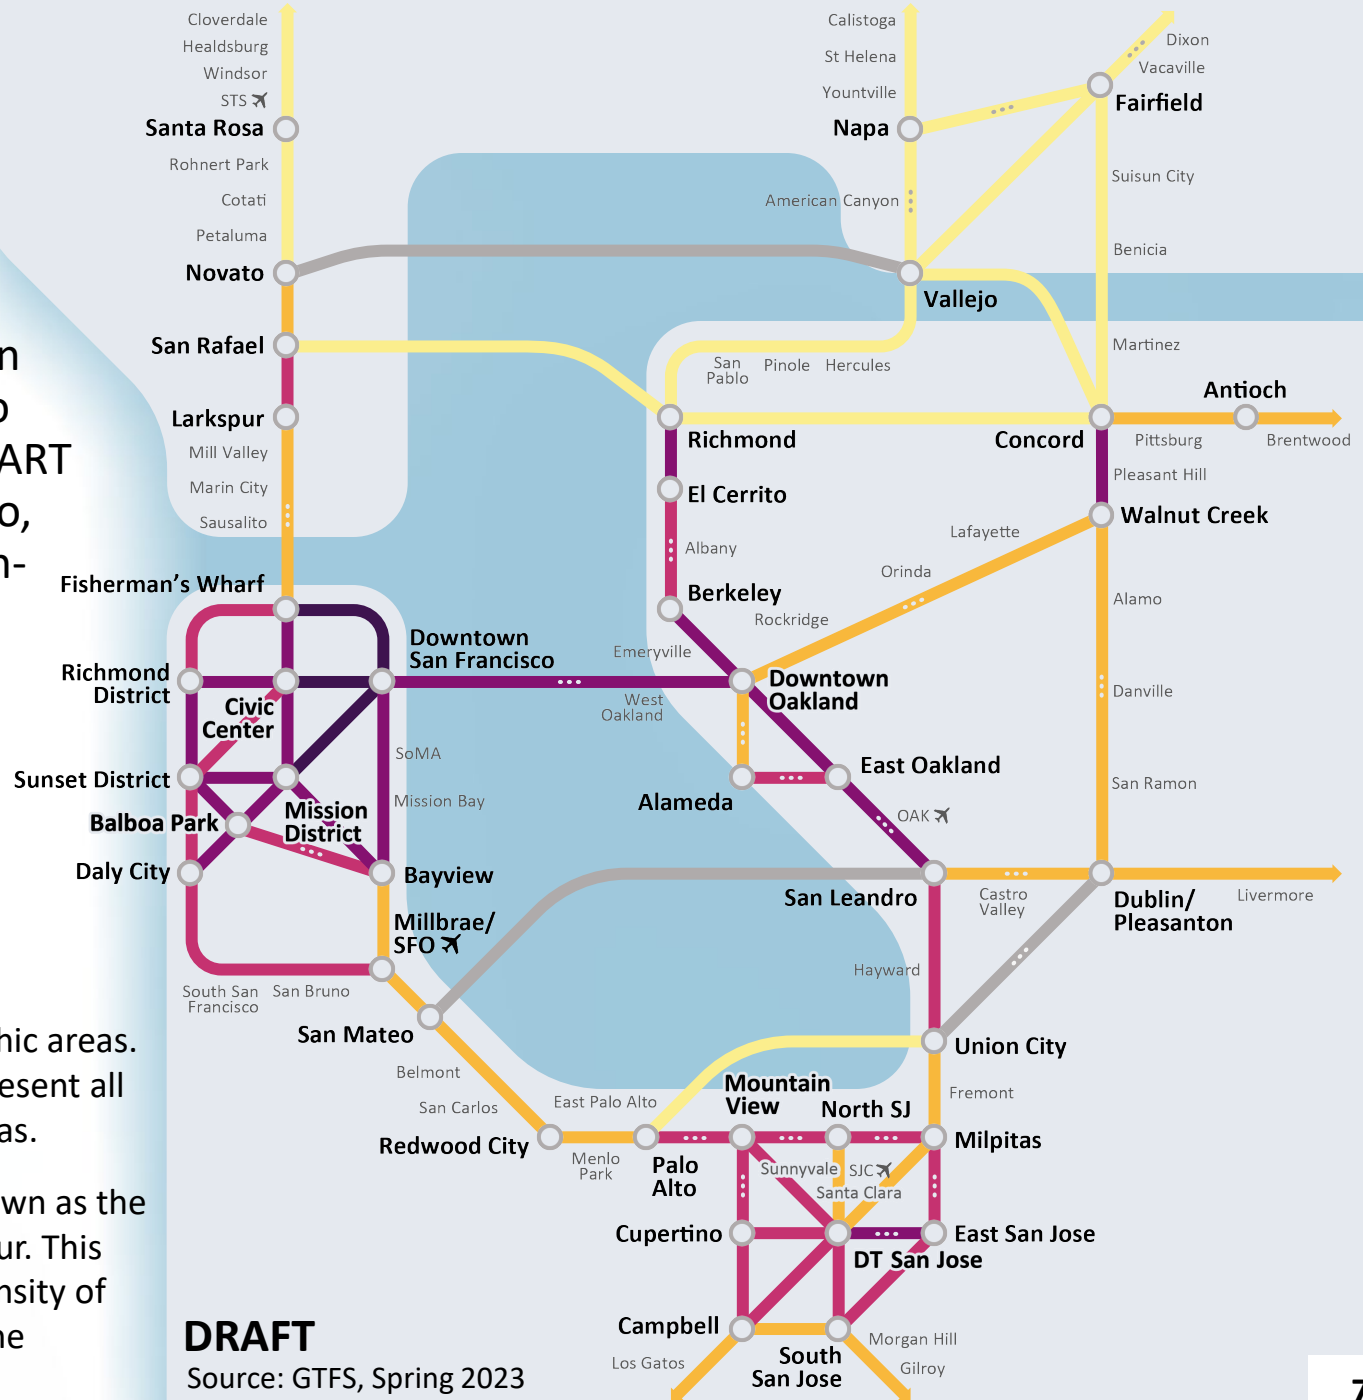 Cloverdale
Healdsburg
Windsor
STS
Santa Rosa
Rohnert Park
Cotati
Petaluma
Novato
San Rafael
Larkspur
Mill Valley
Marin City
Sausalito
Calistoga
St Helena
Yountville
Napa
American Canyon
Vallejo
Dixon
Vacaville
Fairfield
Suisun City
Benicia
Martinez
San
Pablo
Pinole
Hercules
Richmond
Concord
Antioch
Pittsburg
Brentwood
Pleasant Hill
El Cerrito
Walnut Creek
Albany
Lafayette
Orinda
Berkeley
Rockridge
Emeryville
Alamo
Danville
San Ramon
Fisherman's Wharf
Downtown
San Francisco
Richmond
District
Civic
Center
West
Oakland
Downtown
Oakland
SoMA
Mission Bay
Sunset District
Mission
District
Balboa Park
Daly City
Bayview
Alameda
East Oakland
OAK
Millbrae/
SFO
San Leandro
Castro
Valley
Dublin/
Pleasanton
Livermore
South San
Francisco
San Bruno
Hayward
San Mateo
Union City
Belmont
San Carlos
East Palo Alto
Mountain
View
North SJ
Fremont
Redwood City
Menlo
Park
Palo
Alto
Milpitas
Sunnyvale
SJC
Santa Clara
Cupertino
East San Jose
DT San Jose
Campbell
South
San Jose
Los Gatos
Morgan Hill
Gilroy
n
o
ART
o,
n-
hic areas.
resent all
as.
wn as the
ur. This
nsity of
ne
DRAFT
Source: GTFS, Spring 2023